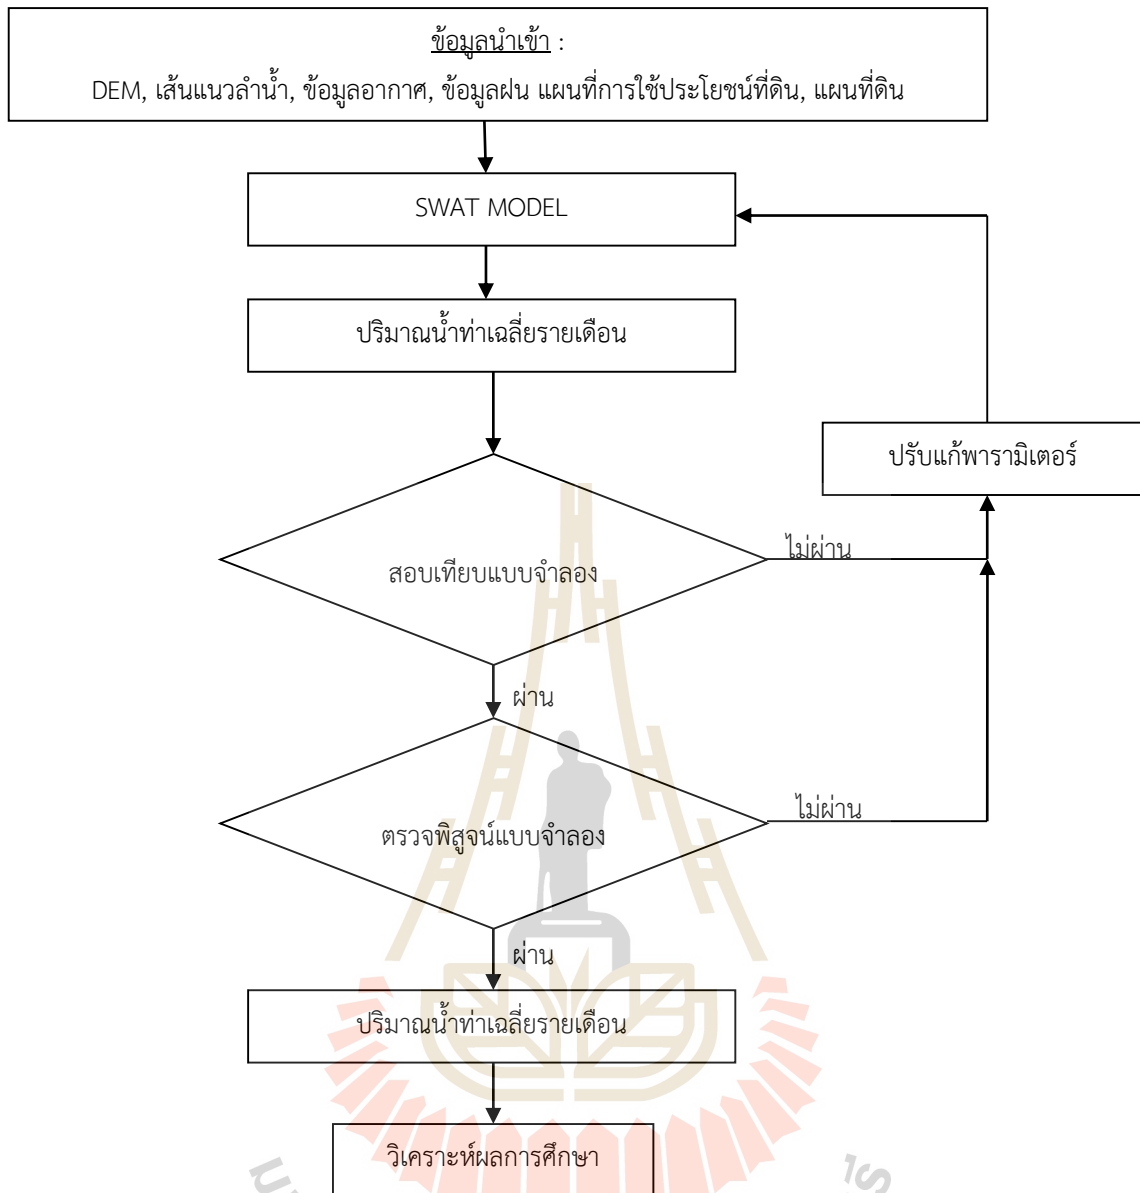 ข้อมูลนำเข้า :
DEM, เส้นแนวลำน้ำ, ข้อมูลอากาศ, ข้อมูลฝน แผนที่การใช้ประโยชน์ที่ดิน, แผนที่ดิน
SWAT MODEL
ปริมาณน้ำท่าเฉลี่ยรายเดือน
ปรับแก้พารามิเตอร์
ไม่ผ่าน
สอบเทียบแบบจำลอง
ผ่าน
ไม่ผ่าน
ตรวจพิสูจน์แบบจำลอง
ผ่าน
ปริมาณน้ำท่าเฉลี่ยรายเดือน
วิเคราะห์ผลการศึกษา